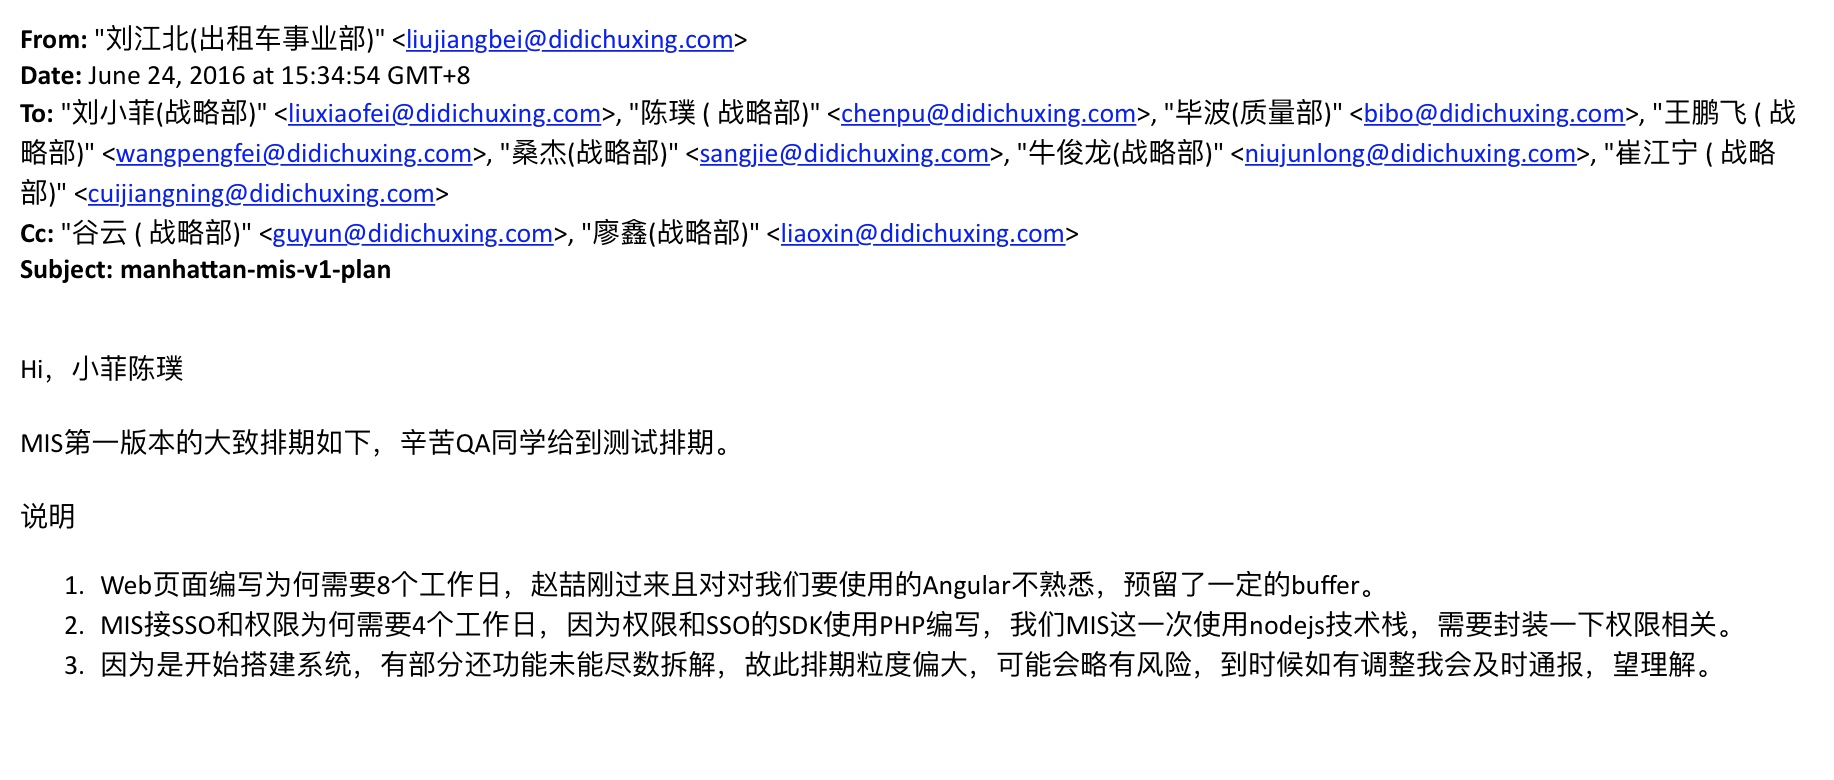 From: "刘江北(出租车事业部)" <liujiangbei@didichuxing.com>
Date: June 24, 2016 at 15:34:54 GMT+8
To: "刘小菲(战略部)" <liuxiaofei@didichuxing.com>, "陈璞 ( 战略部)" <chenpu@didichuxing.com>, "毕波(质量部)" <bibo@didichuxing.com>, "王鹏飞 ( 战
略部)" <wangpengfei@didichuxing.com>, "桑杰(战略部)" <sangjie@didichuxing.com>, "牛俊龙(战略部)" <niujunlong@didichuxing.com>, "崔江宁 ( 战略
部)" <cuijiangning@didichuxing.com>
Cc: "谷云 ( 战略部)" <guyun@didichuxing.com>, "廖鑫(战略部)" <liaoxin@didichuxing.com>
Subject: manhattan-mis-v1-plan
Hi，小菲陈璞
MIS第一版本的大致排期如下，辛苦QA同学给到测试排期。
说明
1. Web页面编写为何需要8个工作日，赵喆刚过来且对对我们要使用的Angular不熟悉，预留了一定的buffer。
2. MIS接SSO和权限为何需要4个工作日，因为权限和SSO的SDK使用PHP编写，我们MIS这一次使用nodejs技术栈，需要封装一下权限相关。
3. 因为是开始搭建系统，有部分还功能未能尽数拆解，故此排期粒度偏大，可能会略有风险，到时候如有调整我会及时通报，望理解。